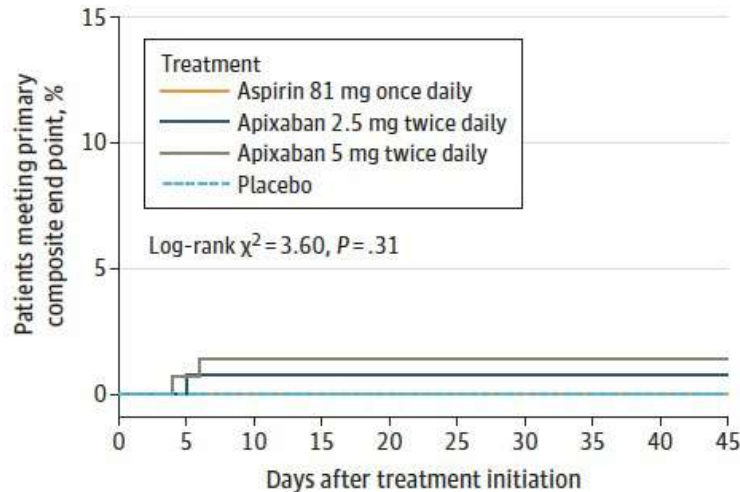 Patients meeting primary
composite end point, %
15
10
5
0
Treatment
Aspirin 81 mg once daily
Apixaban 2.5 mg twice daily
Apixaban 5 mg twice daily
Placebo
Log-rank χ² = 3.60, P = .31
0 5 10 15 20 25 30 35 40 45
Days after treatment initiation